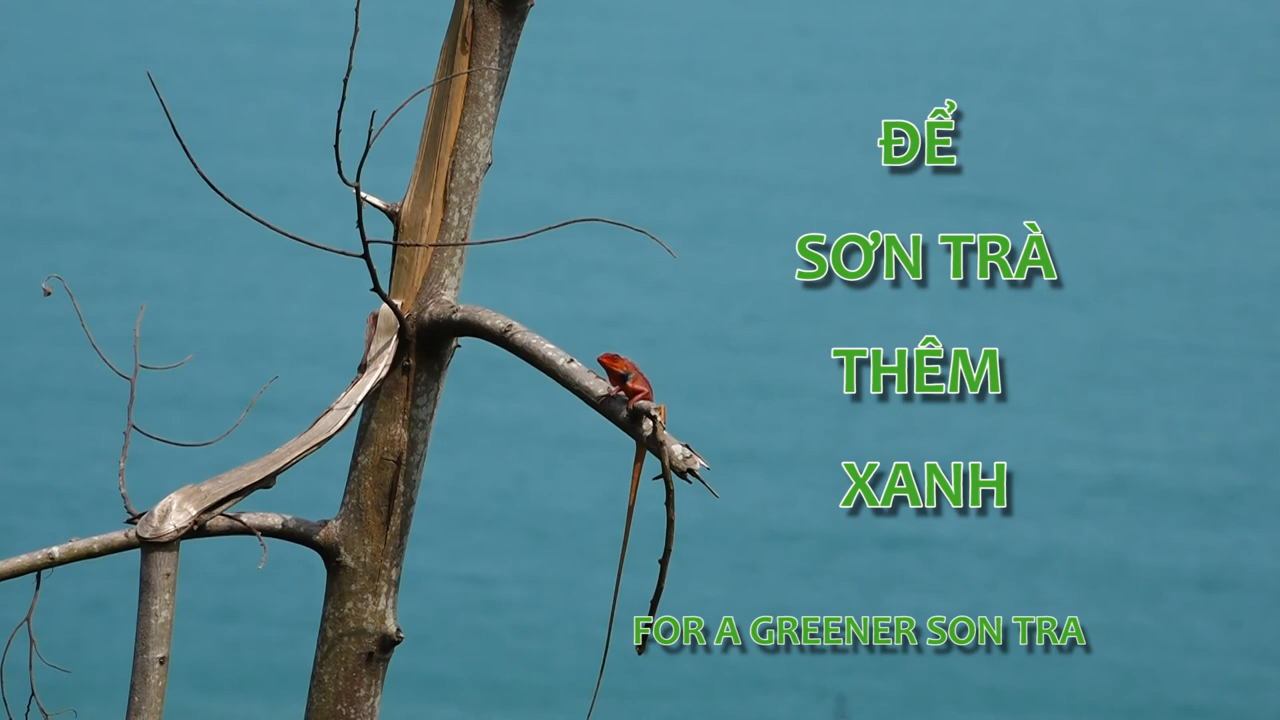 ĐỂ
SƠN TRÀ
THÊM
XANH
FOR A GREENER SON TRA